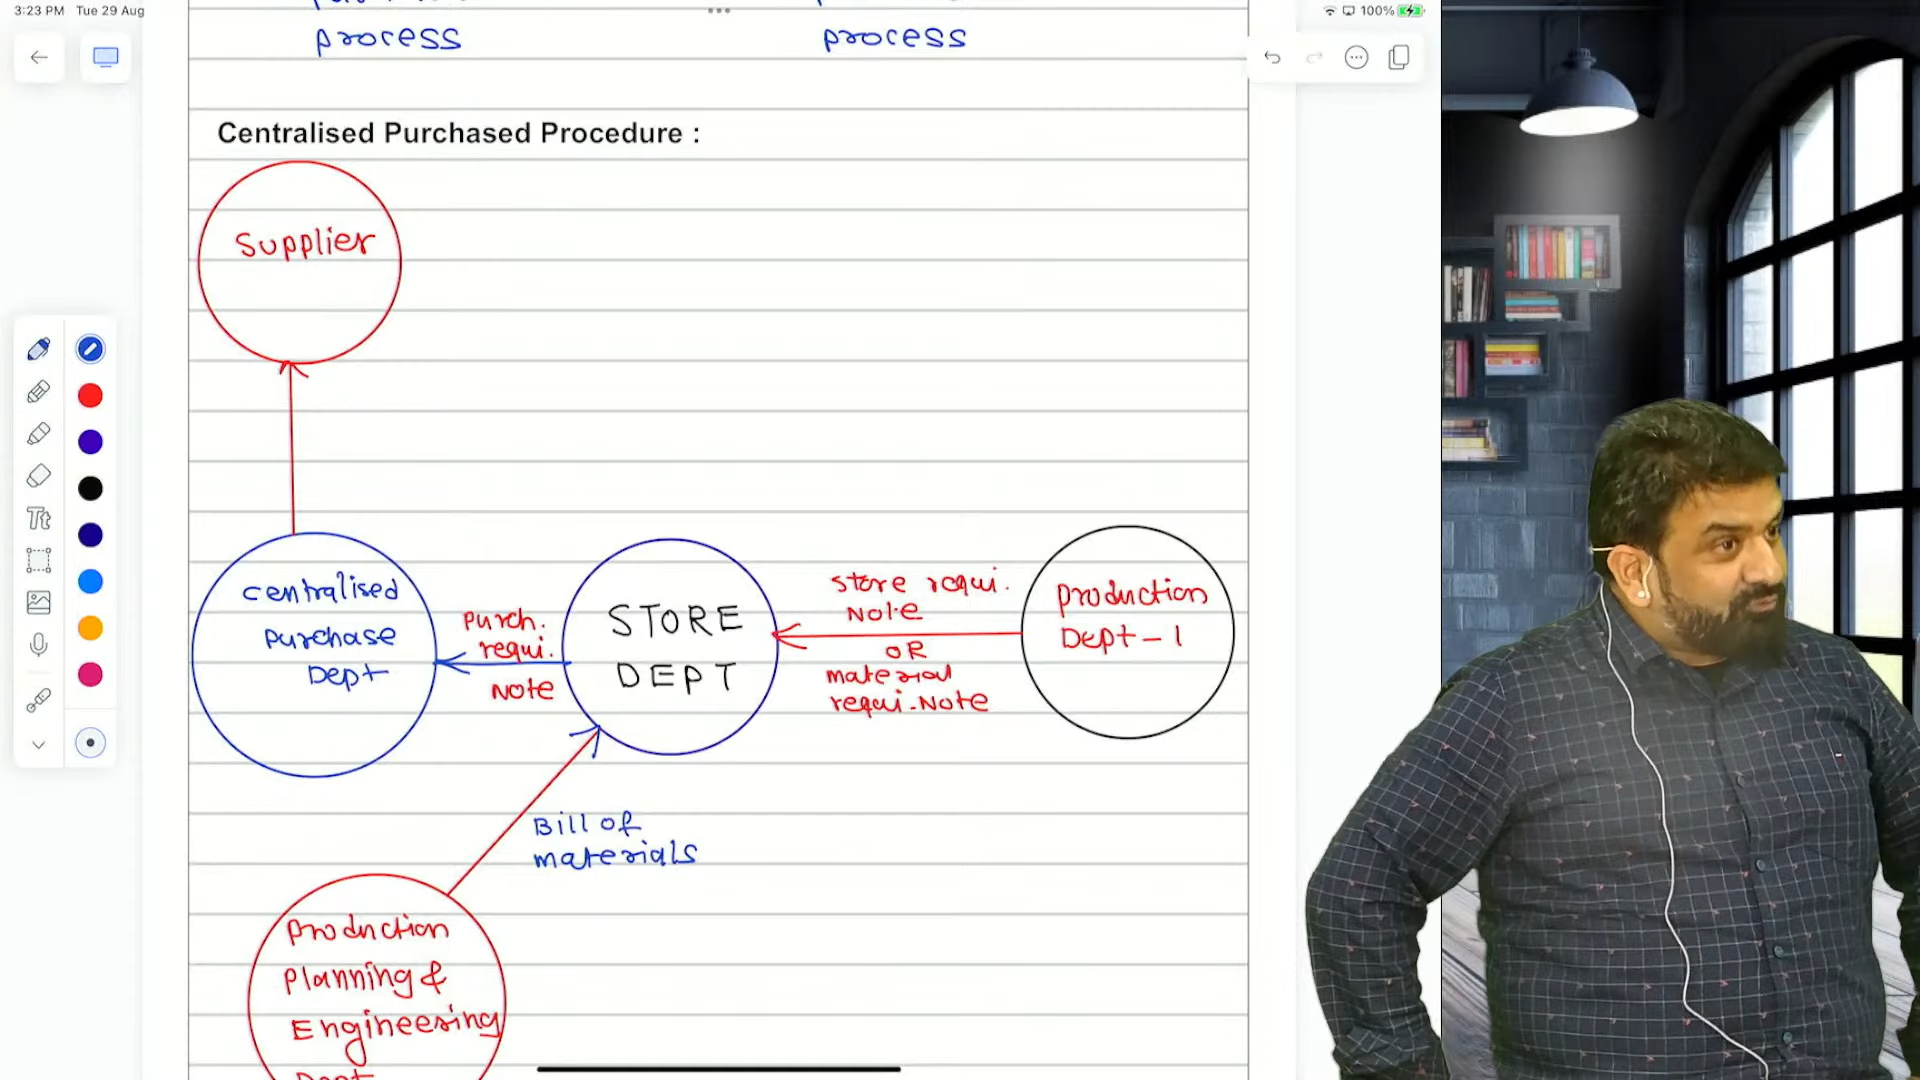 3:23 PM Tue 29 Aug
100%
process
process
Centralised Purchased Procedure :
Supplier
Centralised
Purchase
Dept
Purch.
requi.
Note
STORE
DEPT
Store requi.
Note
OR
material
requi. Note
Production
Dept - 1
Bill of
materials
Production
Planning &
Engineering
Tt